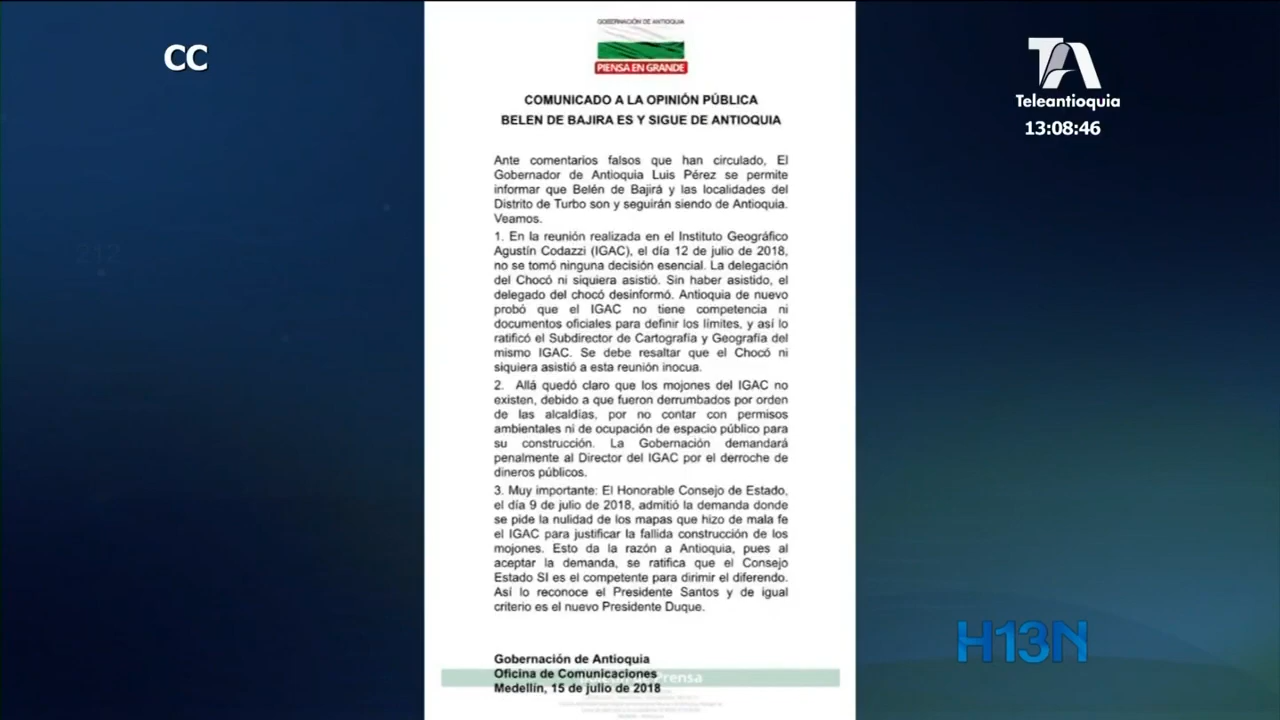 CC
GOBERNACIÓN DE ANTIOQUIA
PIENSA EN GRANDE
TA
Teleantioquia
13:08:46
COMUNICADO A LA OPINIÓN PÚBLICA
BELEN DE BAJIRA ES Y SIGUE DE ANTIOQUIA
Ante comentarios falsos que han circulado, El
Gobernador de Antioquia Luis Pérez se permite
informar que Belén de Bajirá y las localidades del
Distrito de Turbo son y seguirán siendo de Antioquia.
Veamos.
1. En la reunión realizada en el Instituto Geográfico
Agustín Codazzi (IGAC), el día 12 de julio de 2018,
no se tomó ninguna decisión esencial. La delegación
del Chocó ni siquiera asistió. Sin haber asistido, el
delegado del chocó desinformó. Antioquia de nuevo
probó que el IGAC no tiene competencia ni
documentos oficiales para definir los límites, y así lo
ratificó el Subdirector de Cartografía y Geografía del
mismo IGAC. Se debe resaltar que el Chocó ni
siquiera asistió a esta reunión inocua.
2. Allá quedó claro que los mojones del IGAC no
existen, debido a que fueron derrumbados por orden
de las alcaldías, por no contar con permisos
ambientales ni de ocupación de espacio público para
su construcción. La Gobernación demandará
penalmente al Director del IGAC por el derroche de
dineros públicos.
3. Muy importante: El Honorable Consejo de Estado,
el día 9 de julio de 2018, admitió la demanda donde
se pide la nulidad de los mapas que hizo de mala fe
el IGAC para justificar la fallida construcción de los
mojones. Esto da la razón a Antioquia, pues al
aceptar la demanda, se ratifica que el Consejo
Estado SI es el competente para dirimir el diferendo.
Así lo reconoce el Presidente Santos y de igual
criterio es el nuevo Presidente Duque.
Gobernación de Antioquia
Oficina de Comunicaciones
Medellín, 15 de julio de 2018
212
H13N